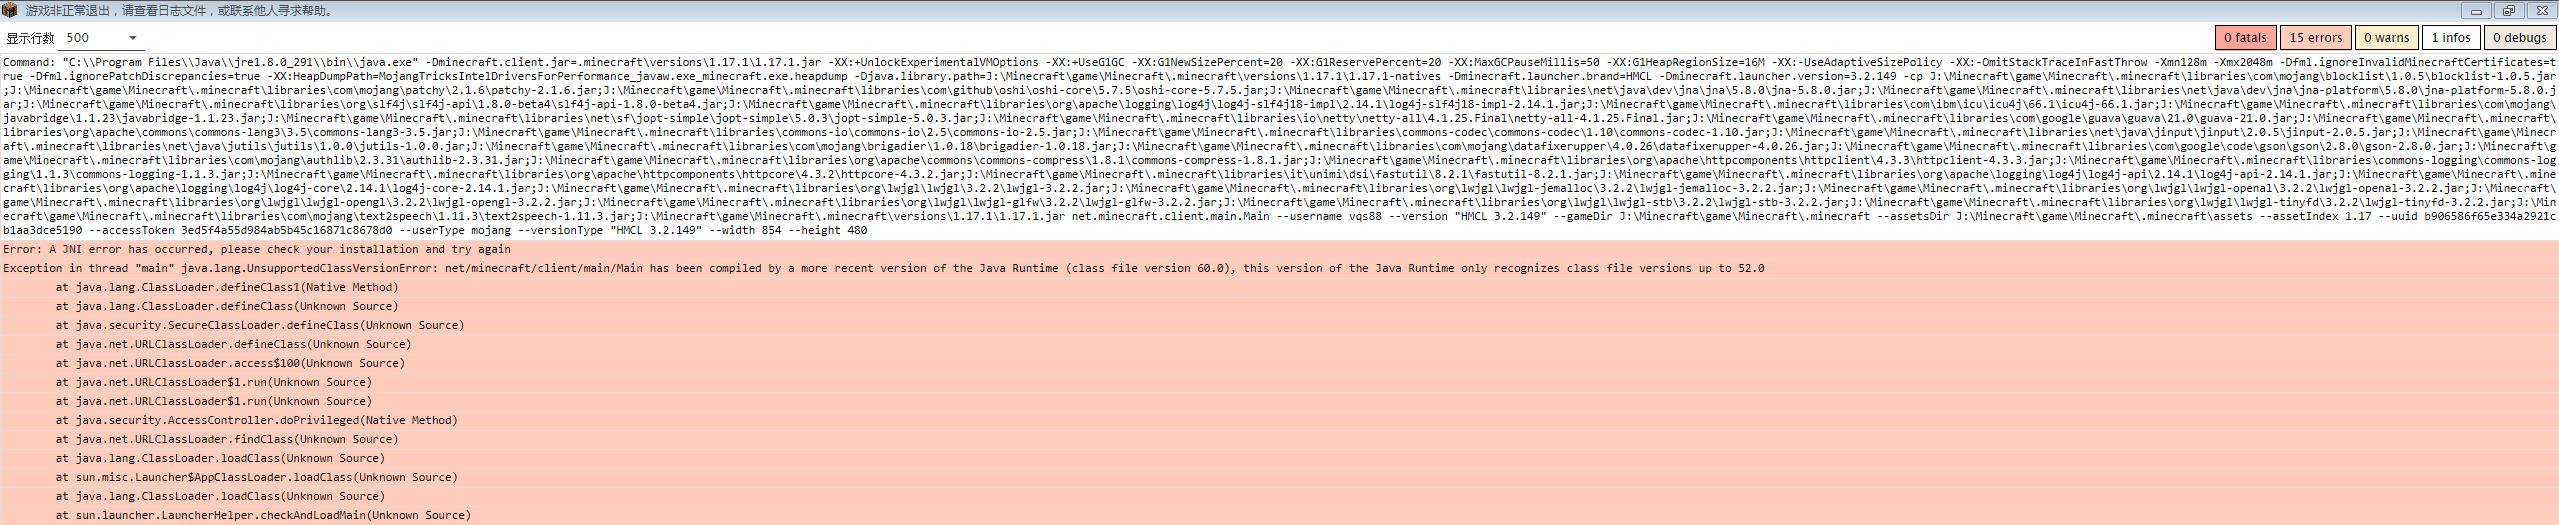 游戏非正常退出，请查看日志文件，或联系他人寻求帮助。
显示行数 500 0 fatals 15 errors 0 warns 1 infos 0 debugs
Command: "C:\\Program Files\\Java\\jre1.8.0_291\\bin\\java.exe" -Dminecraft.client.jar=.minecraft\versions\1.17.1\1.17.1.jar -XX:+UnlockExperimentalVMOptions -XX:+UseG1GC -XX:G1NewSizePercent=20 -XX:G1ReservePercent=20 -XX:MaxGCPauseMillis=50 -XX:G1HeapRegionSize=16M -XX:-UseAdaptiveSizePolicy -XX:-OmitStackTraceInFastThrow -Xmn128m -Xmx2048m -Dfml.ignoreInvalidMinecraftCertificates=t
rue -Dfml.ignorePatchDiscrepancies=true -XX:HeapDumpPath=MojangTricksIntelDriversForPerformance_javaw.exe_minecraft.exe.heapdump -Djava.library.path=J:\Minecraft\game\Minecraft\.minecraft\versions\1.17.1\1.17.1-natives -Dminecraft.launcher.brand=HMCL -Dminecraft.launcher.version=3.2.149 -cp J:\Minecraft\game\Minecraft\.minecraft\libraries\com\mojang\blocklist\1.0.5\blocklist-1.0.5.jar
;J:\Minecraft\game\Minecraft\.minecraft\libraries\com\mojang\patchy\2.1.6\patchy-2.1.6.jar;J:\Minecraft\game\Minecraft\.minecraft\libraries\com\github\oshi\oshi-core\5.7.5\oshi-core-5.7.5.jar;J:\Minecraft\game\Minecraft\.minecraft\libraries\net\java\dev\jna\jna\5.8.0\jna-5.8.0.jar;J:\Minecraft\game\Minecraft\.minecraft\libraries\net\java\dev\jna\jna-platform\5.8.0\jna-platform-5.8.0.j
ar;J:\Minecraft\game\Minecraft\.minecraft\libraries\org\slf4j\slf4j-api\1.8.0-beta4\slf4j-api-1.8.0-beta4.jar;J:\Minecraft\game\Minecraft\.minecraft\libraries\org\apache\logging\log4j\log4j-slf4j18-impl\2.14.1\log4j-slf4j18-impl-2.14.1.jar;J:\Minecraft\game\Minecraft\.minecraft\libraries\com\ibm\icu\icu4j\66.1\icu4j-66.1.jar;J:\Minecraft\game\Minecraft\.minecraft\libraries\com\mojang\
javabridge\1.1.23\javabridge-1.1.23.jar;J:\Minecraft\game\Minecraft\.minecraft\libraries\net\sf\jopt-simple\jopt-simple\5.0.3\jopt-simple-5.0.3.jar;J:\Minecraft\game\Minecraft\.minecraft\libraries\io\netty\netty-all\4.1.25.Final\netty-all-4.1.25.Final.jar;J:\Minecraft\game\Minecraft\.minecraft\libraries\com\google\guava\guava\21.0\guava-21.0.jar;J:\Minecraft\game\Minecraft\.minecraft\
libraries\org\apache\commons\commons-lang3\3.5\commons-lang3-3.5.jar;J:\Minecraft\game\Minecraft\.minecraft\libraries\commons-io\commons-io\2.5\commons-io-2.5.jar;J:\Minecraft\game\Minecraft\.minecraft\libraries\commons-codec\commons-codec\1.10\commons-codec-1.10.jar;J:\Minecraft\game\Minecraft\.minecraft\libraries\net\java\jinput\jinput\2.0.5\jinput-2.0.5.jar;J:\Minecraft\game\Minecr
aft\.minecraft\libraries\net\java\jutils\jutils\1.0.0\jutils-1.0.0.jar;J:\Minecraft\game\Minecraft\.minecraft\libraries\com\mojang\brigadier\1.0.18\brigadier-1.0.18.jar;J:\Minecraft\game\Minecraft\.minecraft\libraries\com\mojang\datafixerupper\4.0.26\datafixerupper-4.0.26.jar;J:\Minecraft\game\Minecraft\.minecraft\libraries\com\google\code\gson\gson\2.8.0\gson-2.8.0.jar;J:\Minecraft\g
ame\Minecraft\.minecraft\libraries\com\mojang\authlib\2.3.31\authlib-2.3.31.jar;J:\Minecraft\game\Minecraft\.minecraft\libraries\org\apache\commons\commons-compress\1.8.1\commons-compress-1.8.1.jar;J:\Minecraft\game\Minecraft\.minecraft\libraries\org\apache\httpcomponents\httpclient\4.3.3\httpclient-4.3.3.jar;J:\Minecraft\game\Minecraft\.minecraft\libraries\commons-logging\commons-log
ging\1.1.3\commons-logging-1.1.3.jar;J:\Minecraft\game\Minecraft\.minecraft\libraries\org\apache\httpcomponents\httpcore\4.3.2\httpcore-4.3.2.jar;J:\Minecraft\game\Minecraft\.minecraft\libraries\it\unimi\dsi\fastutil\8.2.1\fastutil-8.2.1.jar;J:\Minecraft\game\Minecraft\.minecraft\libraries\org\apache\logging\log4j\log4j-api\2.14.1\log4j-api-2.14.1.jar;J:\Minecraft\game\Minecraft\.mine
craft\libraries\org\apache\logging\log4j\log4j-core\2.14.1\log4j-core-2.14.1.jar;J:\Minecraft\game\Minecraft\.minecraft\libraries\org\lwjgl\lwjgl\3.2.2\lwjgl-3.2.2.jar;J:\Minecraft\game\Minecraft\.minecraft\libraries\org\lwjgl\lwjgl-jemalloc\3.2.2\lwjgl-jemalloc-3.2.2.jar;J:\Minecraft\game\Minecraft\.minecraft\libraries\org\lwjgl\lwjgl-openal\3.2.2\lwjgl-openal-3.2.2.jar;J:\Minecraft\
game\Minecraft\.minecraft\libraries\org\lwjgl\lwjgl-opengl\3.2.2\lwjgl-opengl-3.2.2.jar;J:\Minecraft\game\Minecraft\.minecraft\libraries\org\lwjgl\lwjgl-glfw\3.2.2\lwjgl-glfw-3.2.2.jar;J:\Minecraft\game\Minecraft\.minecraft\libraries\org\lwjgl\lwjgl-stb\3.2.2\lwjgl-stb-3.2.2.jar;J:\Minecraft\game\Minecraft\.minecraft\libraries\org\lwjgl\lwjgl-tinyfd\3.2.2\lwjgl-tinyfd-3.2.2.jar;J:\Min
ecraft\game\Minecraft\.minecraft\libraries\com\mojang\text2speech\1.11.3\text2speech-1.11.3.jar;J:\Minecraft\game\Minecraft\.minecraft\versions\1.17.1\1.17.1.jar net.minecraft.client.main.Main --username vqs88 --version "HMCL 3.2.149" --gameDir J:\Minecraft\game\Minecraft\.minecraft --assetsDir J:\Minecraft\game\Minecraft\.minecraft\assets --assetIndex 1.17 --uuid b906586f65e334a2921c
b1aa3dce5190 --accessToken 3ed5f4a55d984ab5b45c16871c8678d0 --userType mojang --versionType "HMCL 3.2.149" --width 854 --height 480
Error: A JNI error has occurred, please check your installation and try again
Exception in thread "main" java.lang.UnsupportedClassVersionError: net/minecraft/client/main/Main has been compiled by a more recent version of the Java Runtime (class file version 60.0), this version of the Java Runtime only recognizes class file versions up to 52.0
at java.lang.ClassLoader.defineClass1(Native Method)
at java.lang.ClassLoader.defineClass(Unknown Source)
at java.security.SecureClassLoader.defineClass(Unknown Source)
at java.net.URLClassLoader.defineClass(Unknown Source)
at java.net.URLClassLoader.access$100(Unknown Source)
at java.net.URLClassLoader$1.run(Unknown Source)
at java.net.URLClassLoader$1.run(Unknown Source)
at java.security.AccessController.doPrivileged(Native Method)
at java.net.URLClassLoader.findClass(Unknown Source)
at java.lang.ClassLoader.loadClass(Unknown Source)
at sun.misc.Launcher$AppClassLoader.loadClass(Unknown Source)
at java.lang.ClassLoader.loadClass(Unknown Source)
at sun.launcher.LauncherHelper.checkAndLoadMain(Unknown Source)